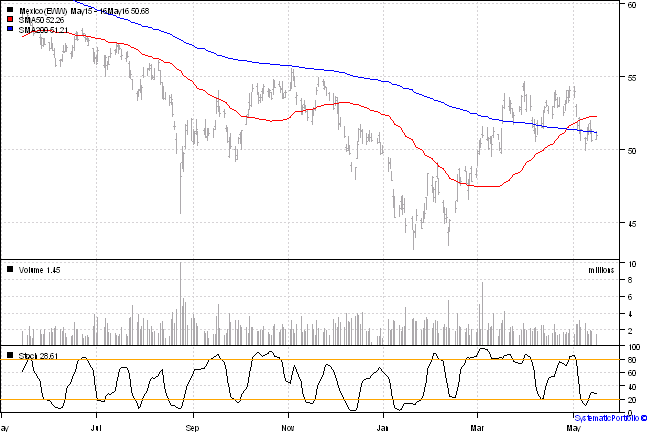 Mexico(EWW) May15 - 16May16 50.68
SMA50 52.26
SMA200 51.21
60
55
50
45
Volume 1.45
millions
10
8
6
4
2
Stoch 28.61
100
80
60
40
20
0
SystematicPortfolio ©
ay
Jul
Sep
Nov
Jan
Mar
May